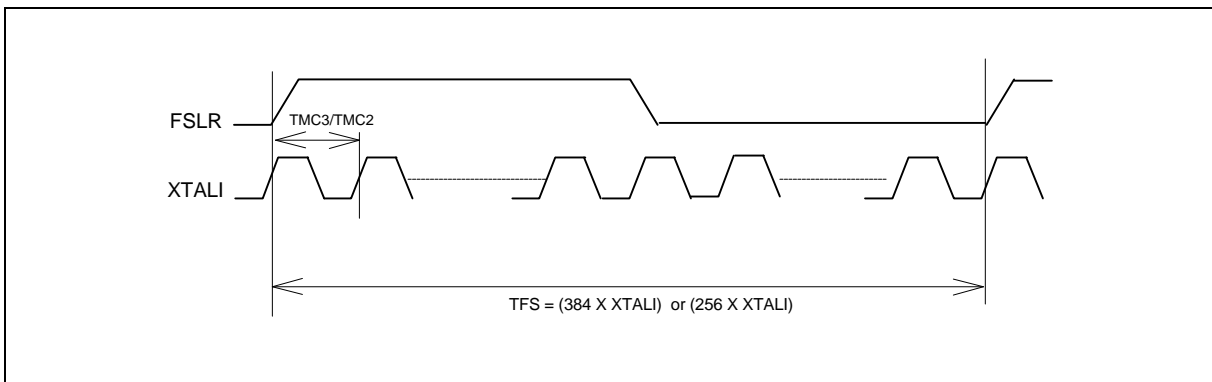 FSLR
TMC3/TMC2
XTALI
TFS = (384 X XTALI) or (256 X XTALI)